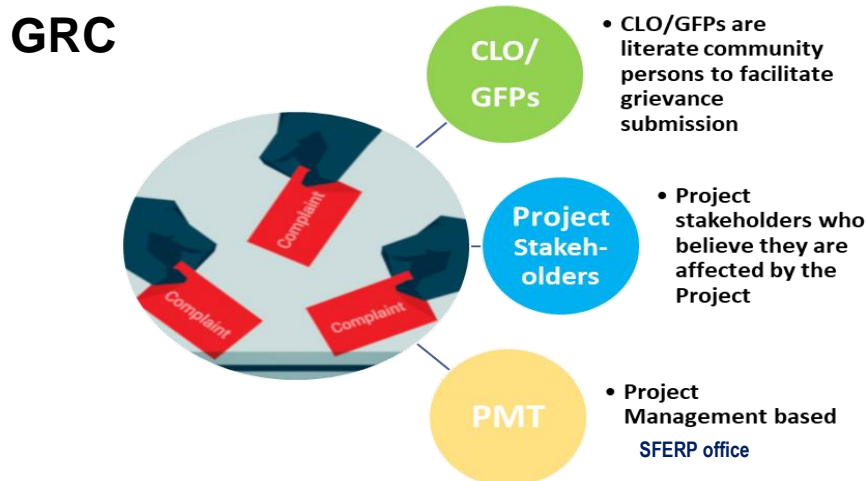 GRC
CLO/
GFPs
• CLO/GFPs are
literate community
persons to facilitate
grievance
submission
Complaint
Complaint
Complaint
Project
Stakeh-
olders
• Project
stakeholders who
believe they are
affected by the
Project
PMT
• Project
Management based
SFERP office